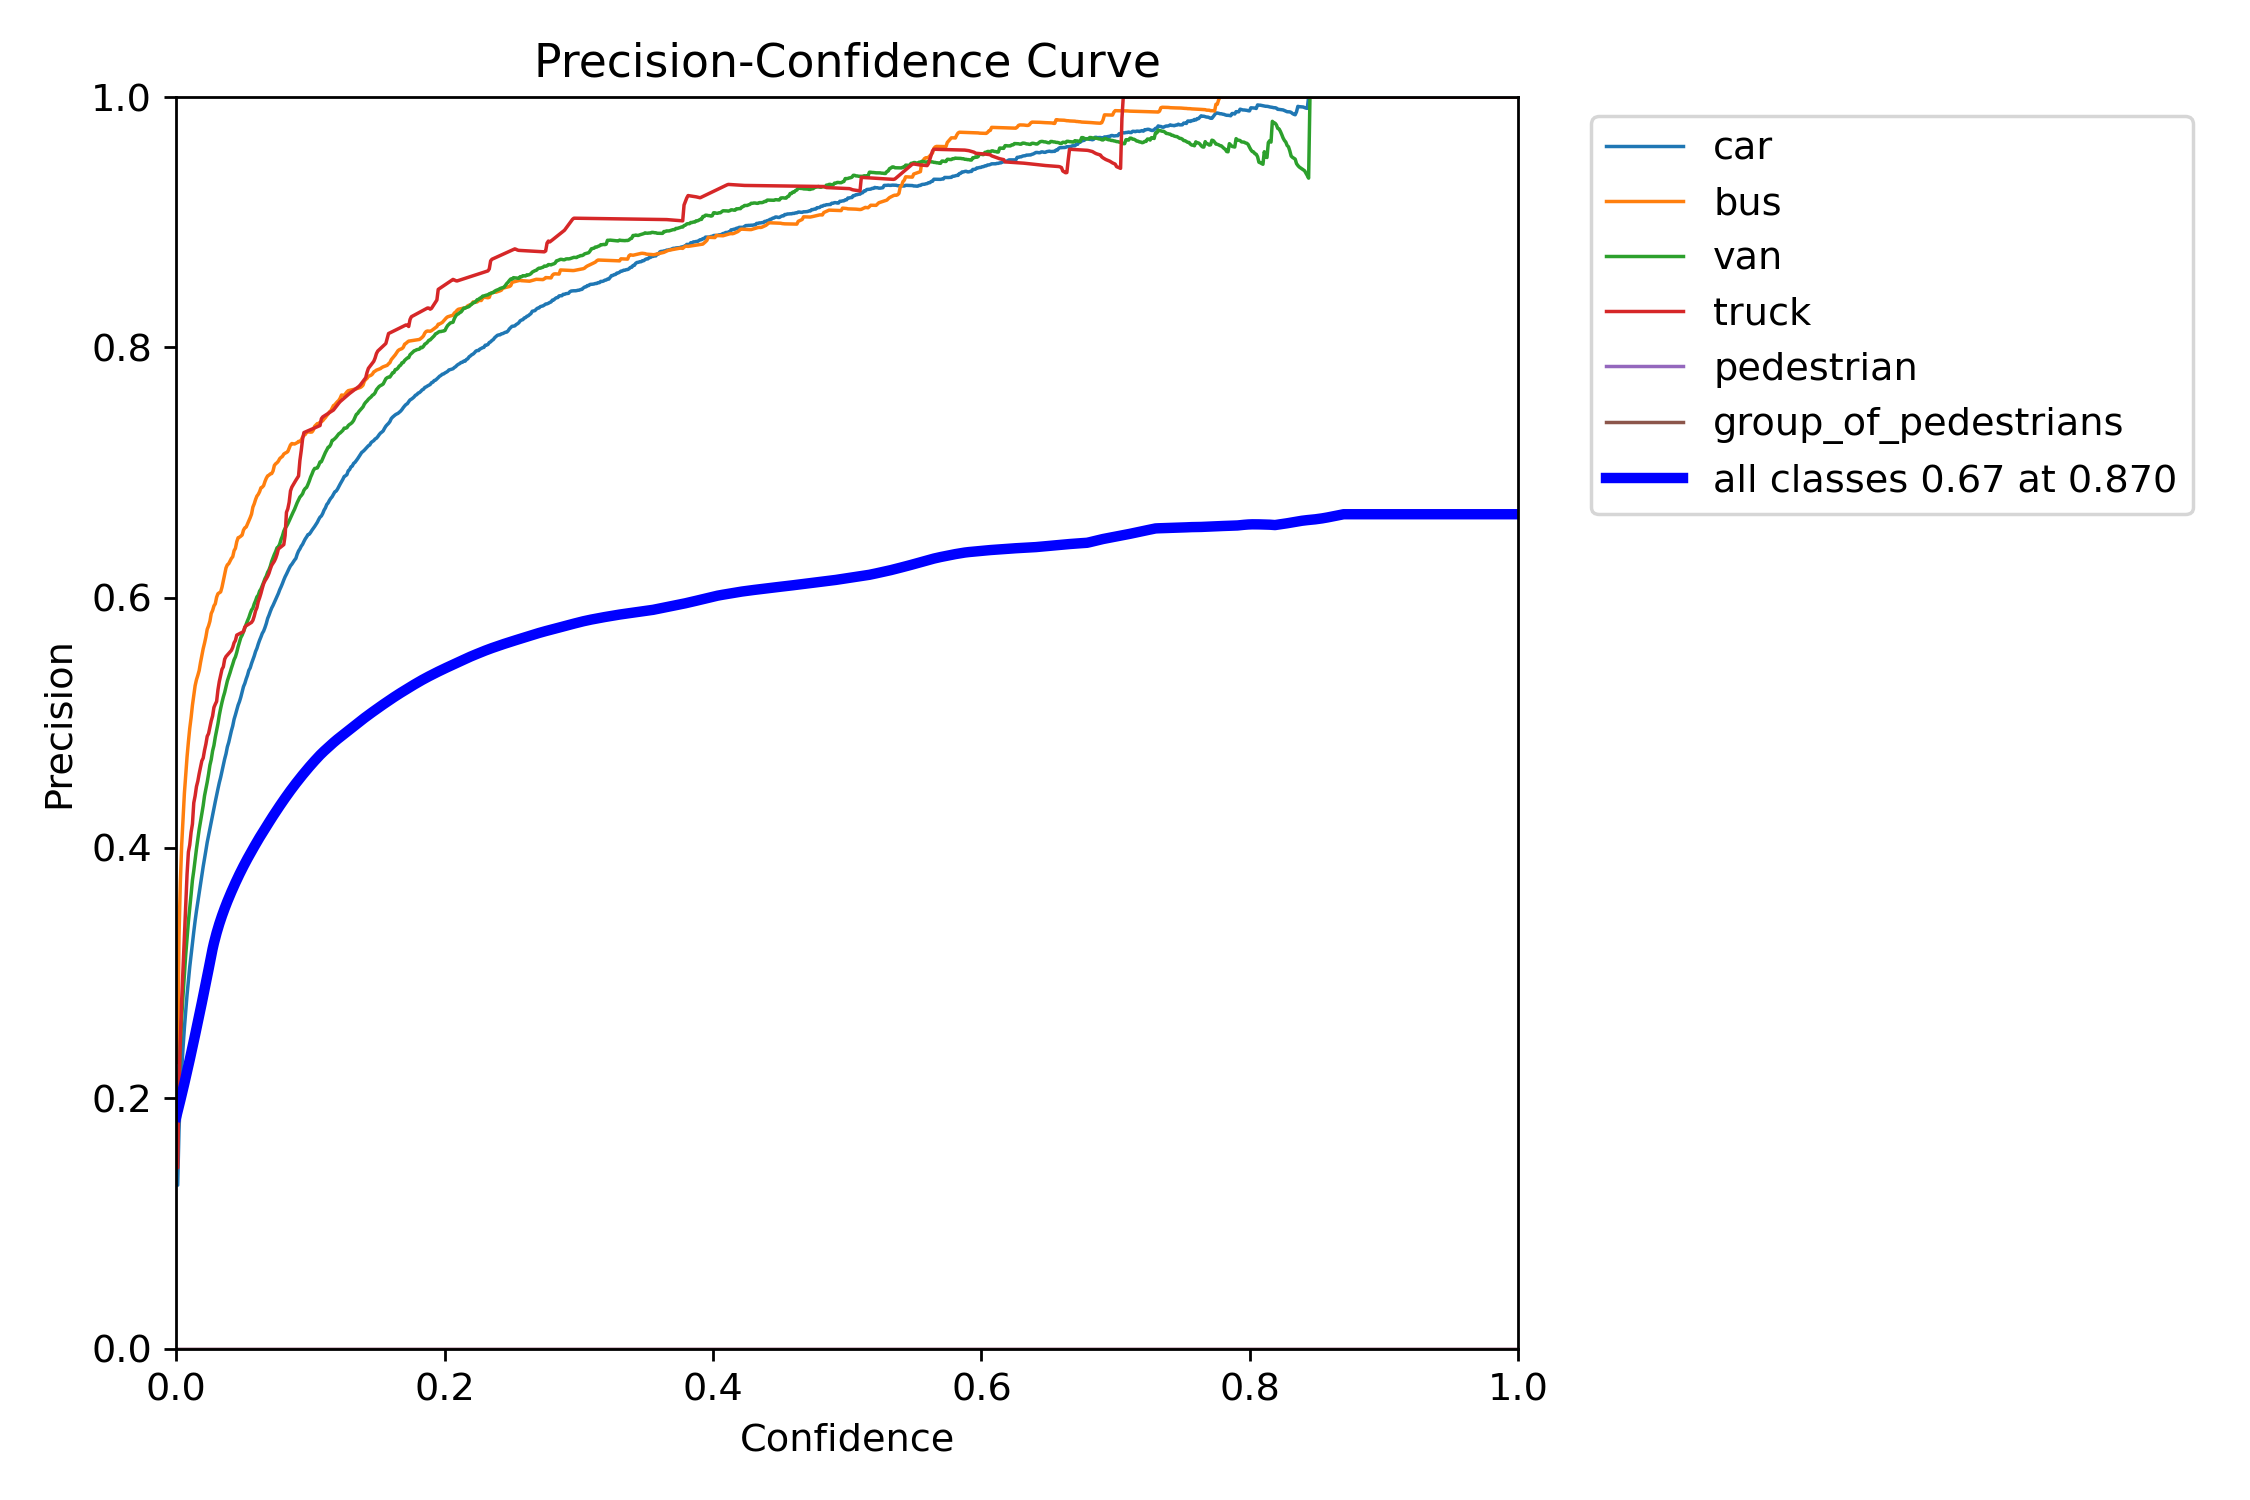 Precision-Confidence Curve
1.0
0.8
0.6
0.4
0.2
0.0
Precision
0.0 0.2 0.4 0.6 0.8 1.0
Confidence
car
bus
van
truck
pedestrian
group_of_pedestrians
all classes 0.67 at 0.870